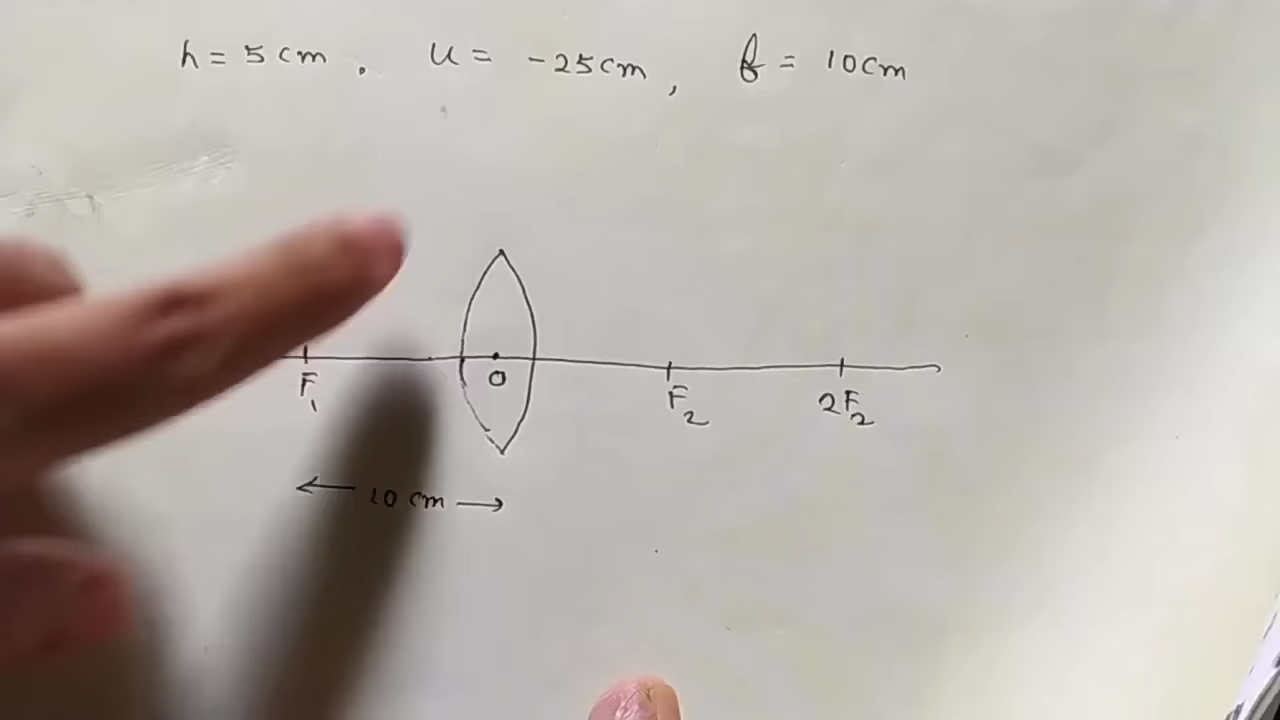 h = 5 cm , u = -25cm , f = 10cm
F1 O F2 2F2
10 cm